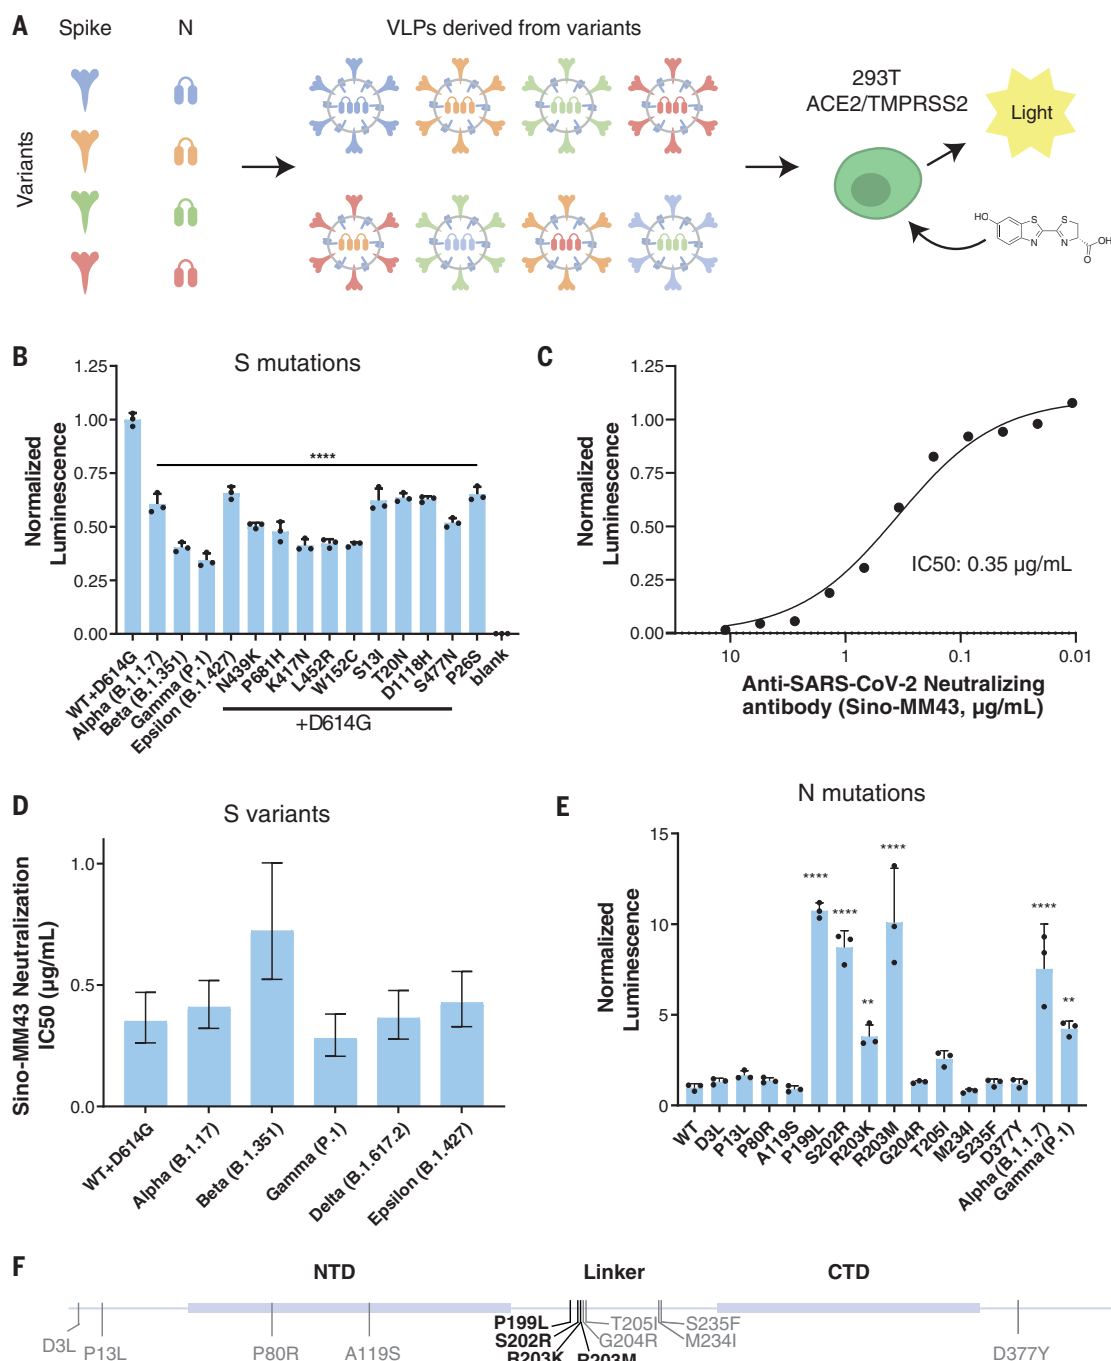 A
Spike
N
VLPs derived from variants
Variants
293T
ACE2/TMPRSS2
Light
HO
S
N
S
N
OH
O
B
S mutations
Normalized
Luminescence
1.25
1.00
0.75
0.50
0.25
0.00
****
WT+D614G
Alpha (B.1.1.7)
Beta (B.1.351)
Gamma (P.1)
Epsilon (B.1.427)
N439K
P681H
K417N
L452R
W152C
S13I
T20N
D1118H
S477N
P26S
blank
+D614G
C
Normalized
Luminescence
1.25
1.00
0.75
0.50
0.25
0.00
IC50: 0.35 µg/mL
10
1
0.1
0.01
Anti-SARS-CoV-2 Neutralizing
antibody (Sino-MM43, µg/mL)
D
S variants
Sino-MM43 Neutralization
IC50 (µg/mL)
1.0
0.5
0.0
WT+D614G
Alpha (B.1.17)
Beta (B.1.351)
Gamma (P.1)
Delta (B.1.617.2)
Epsilon (B.1.427)
E
N mutations
Normalized
Luminescence
15
10
5
0
****
****
**
****
****
**
WT
D3L
P13L
P80R
A119S
P199L
S202R
R203K
R203M
G204R
T205I
M234I
S235F
D377Y
Alpha (B.1.1.7)
Gamma (P.1)
F
NTD
Linker
CTD
D3L
P13L
P80R
A119S
P199L
S202R
R203K
R203M
T205I
G204R
S235F
M234I
D377Y